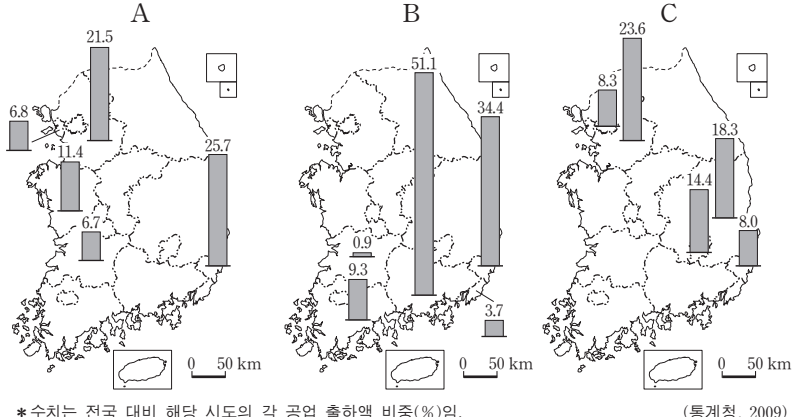 A
21.5
6.8
11.4
6.7
25.7
0 50 km
B
51.1
34.4
0.9
9.3
3.7
0 50 km
C
23.6
8.3
18.3
14.4
8.0
0 50 km
*수치는 전국 대비 해당 시도의 각 공업 출하액 비중(%)임.
(통계청, 2009)